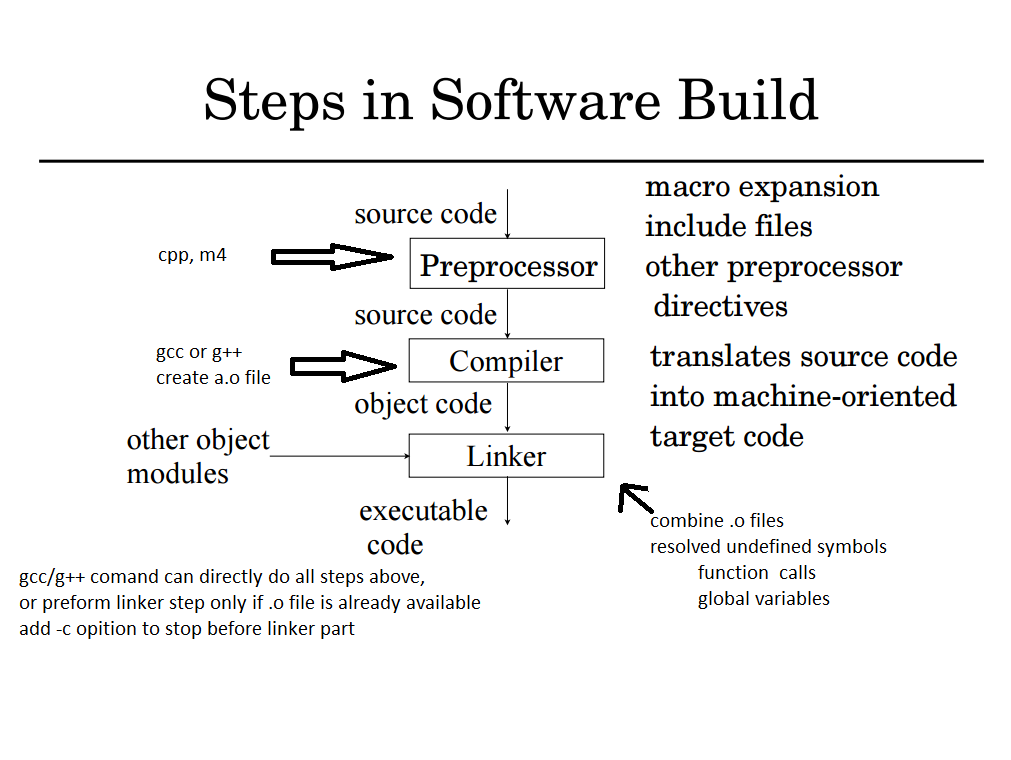 Steps in Software Build
source code
macro expansion
include files
other preprocessor
directives
cpp, m4
Preprocessor
source code
gcc or g++
create a.o file
Compiler
translates source code
into machine-oriented
target code
object code
other object
modules
Linker
executable
code
combine .o files
resolved undefined symbols
function calls
global variables
gcc/g++ comand can directly do all steps above,
or preform linker step only if .o file is already available
add -c opition to stop before linker part